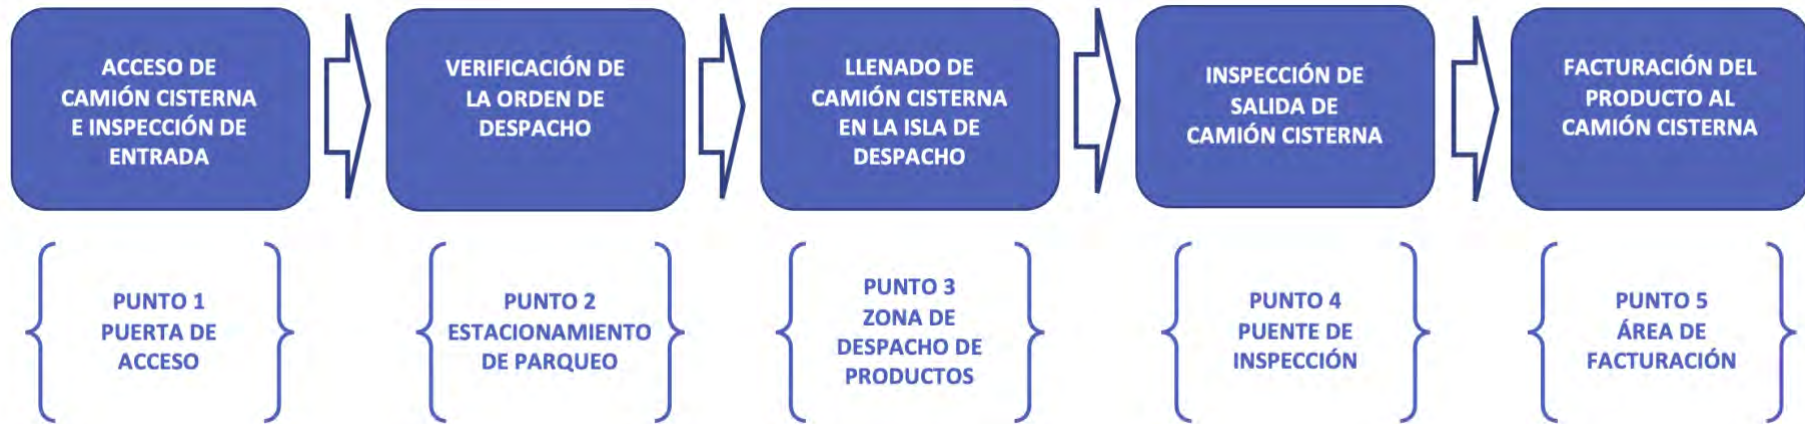 ACCESO DE
CAMIÓN CISTERNA
E INSPECCIÓN DE
ENTRADA
VERIFICACIÓN DE
LA ORDEN DE
DESPACHO
LLENADO DE
CAMIÓN CISTERNA
EN LA ISLA DE
DESPACHO
INSPECCIÓN DE
SALIDA DE
CAMIÓN CISTERNA
FACTURACIÓN DEL
PRODUCTO AL
CAMIÓN CISTERNA
PUNTO 1
PUERTA DE
ACCESO
PUNTO 2
ESTACIONAMIENTO
DE PARQUEO
PUNTO 3
ZONA DE
DESPACHO DE
PRODUCTOS
PUNTO 4
PUENTE DE
INSPECCIÓN
PUNTO 5
ÁREA DE
FACTURACIÓN